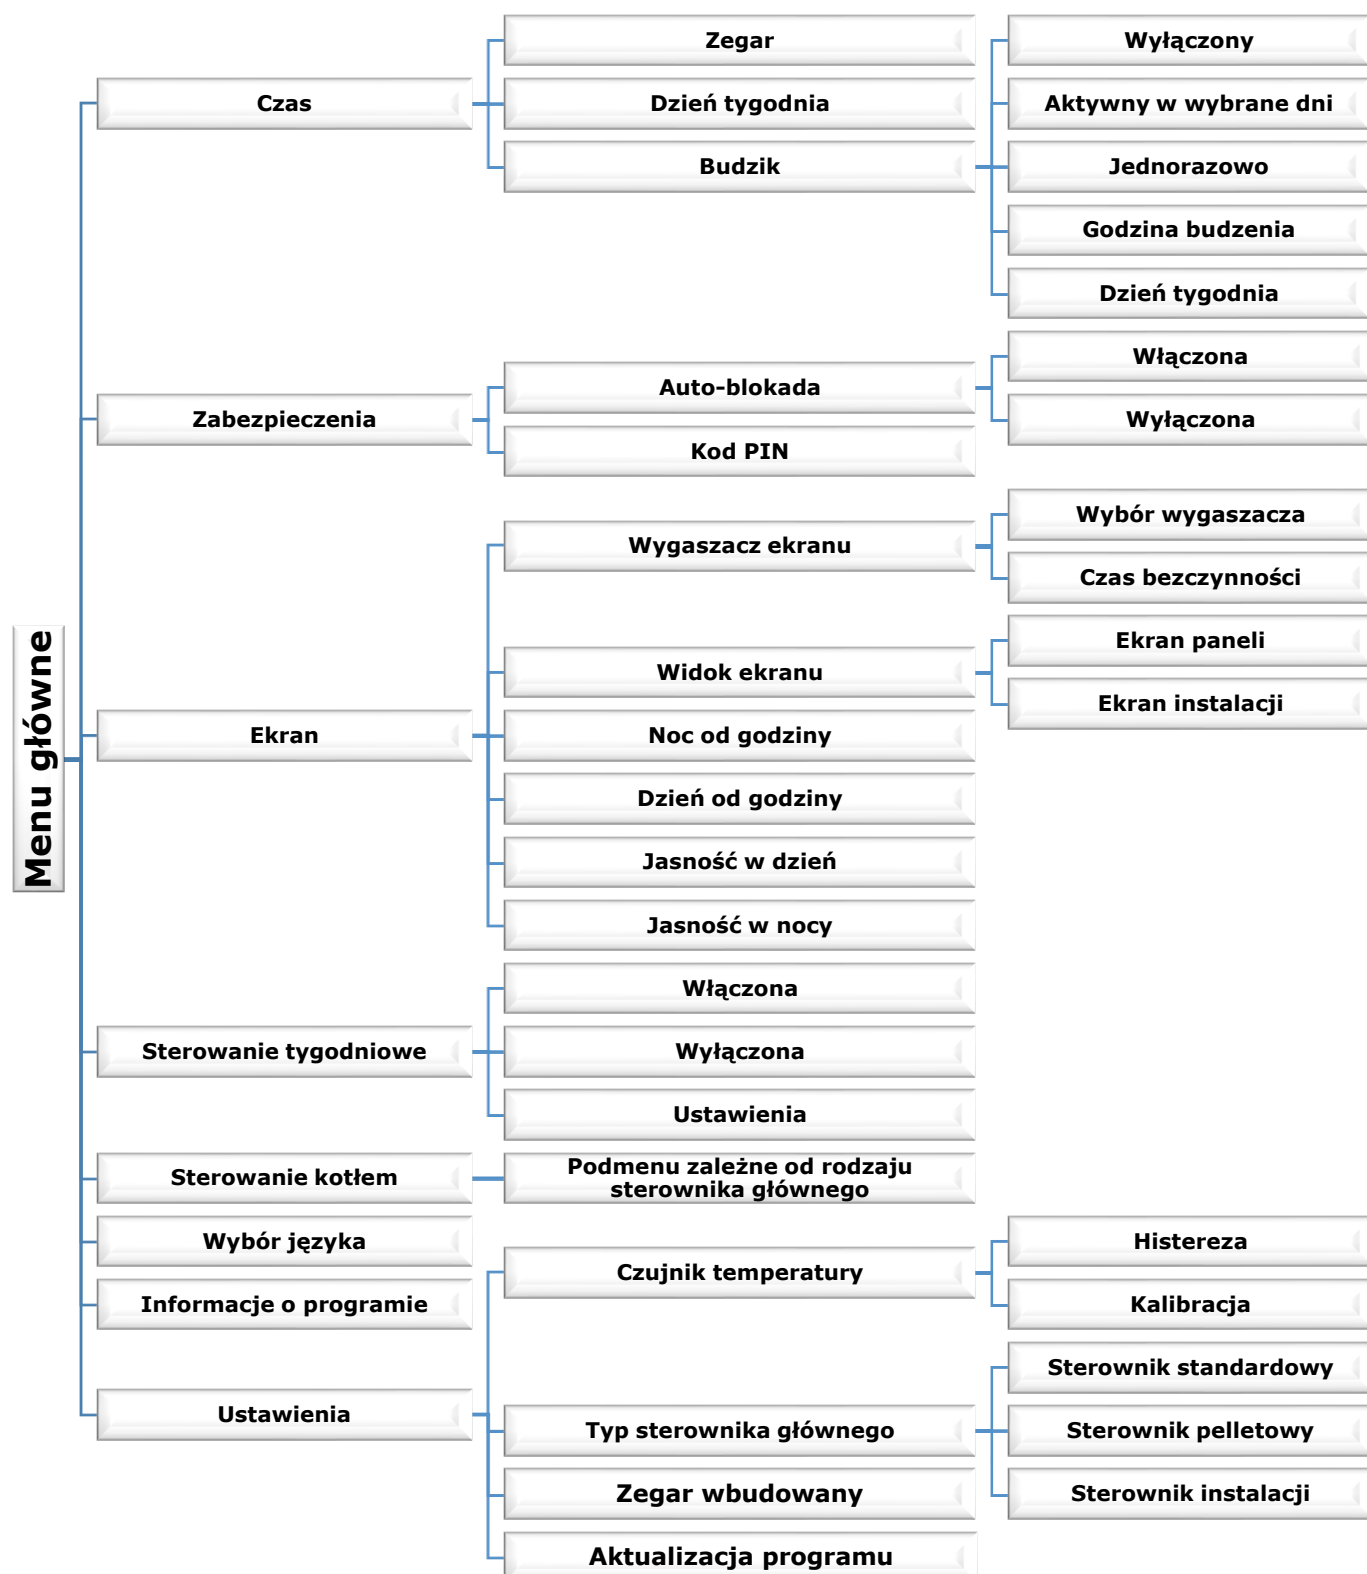 Menu główne
Czas
Zegar
Dzień tygodnia
Budzik
Wyłączony
Aktywny w wybrane dni
Jednorazowo
Godzina budzenia
Dzień tygodnia
Zabezpieczenia
Auto-blokada
Włączona
Wyłączona
Kod PIN
Ekran
Wygaszacz ekranu
Wybór wygaszacza
Czas bezczynności
Widok ekranu
Ekran paneli
Ekran instalacji
Noc od godziny
Dzień od godziny
Jasność w dzień
Jasność w nocy
Sterowanie tygodniowe
Włączona
Wyłączona
Ustawienia
Sterowanie kotłem
Podmenu zależne od rodzaju
sterownika głównego
Wybór języka
Informacje o programie
Ustawienia
Czujnik temperatury
Histereza
Kalibracja
Typ sterownika głównego
Sterownik standardowy
Sterownik pelletowy
Sterownik instalacji
Zegar wbudowany
Aktualizacja programu